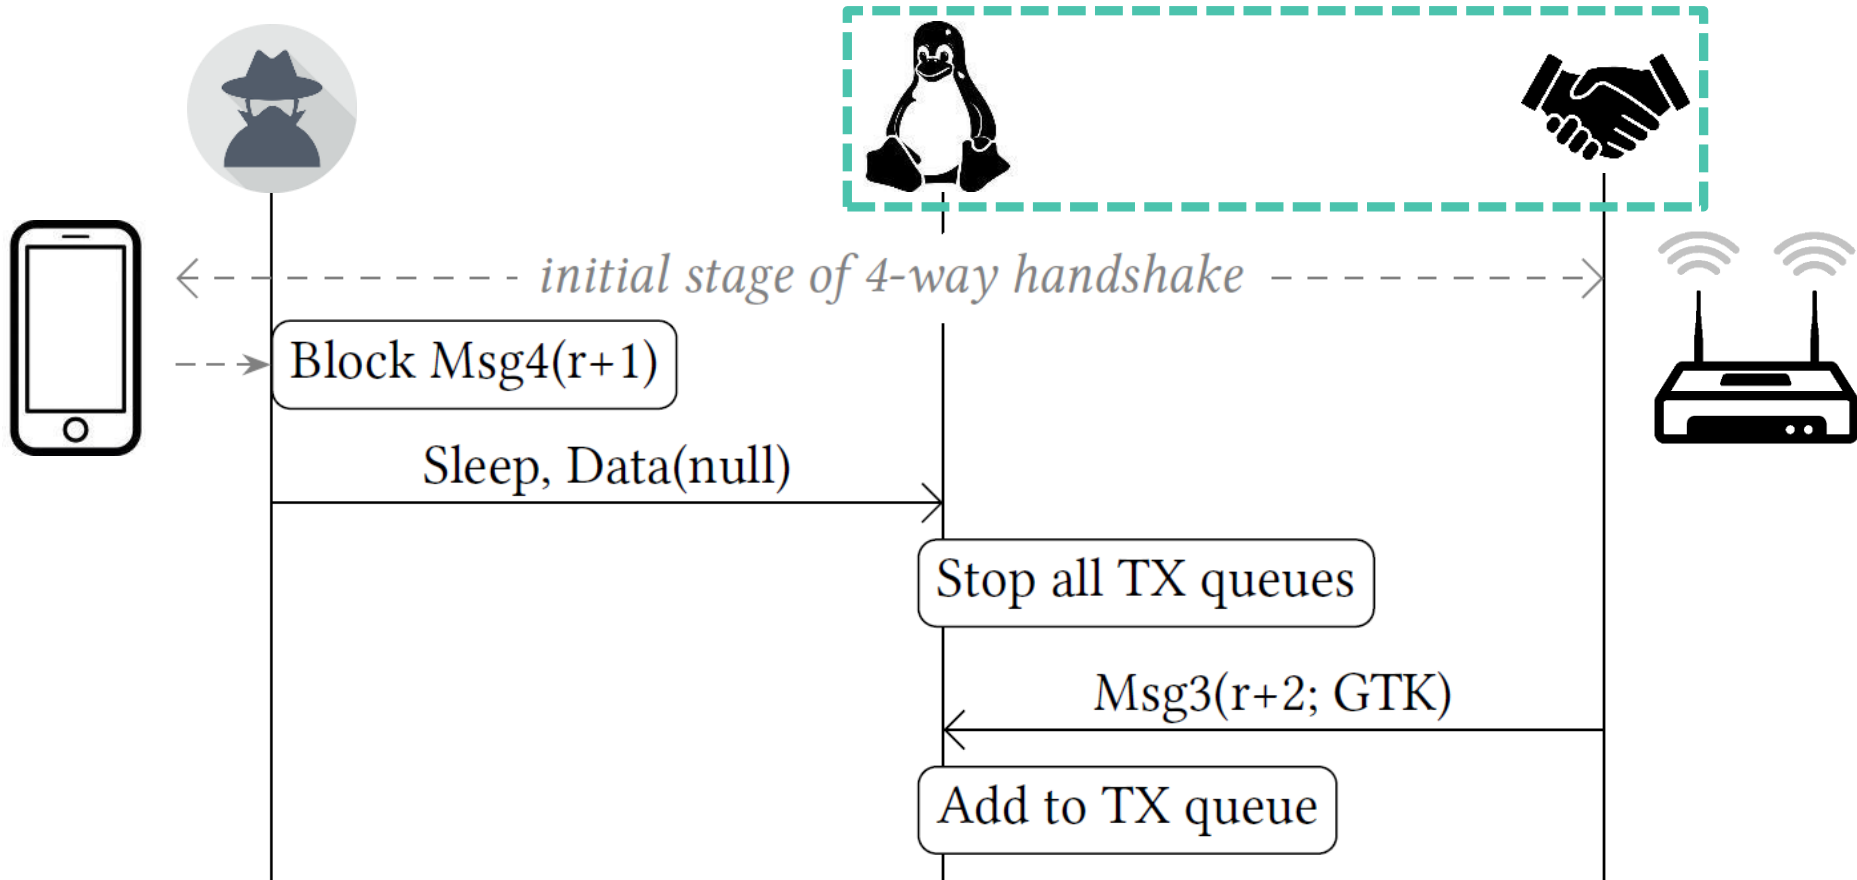 initial stage of 4-way handshake
Block Msg4(r+1)
Sleep, Data(null)
Stop all TX queues
Msg3(r+2; GTK)
Add to TX queue